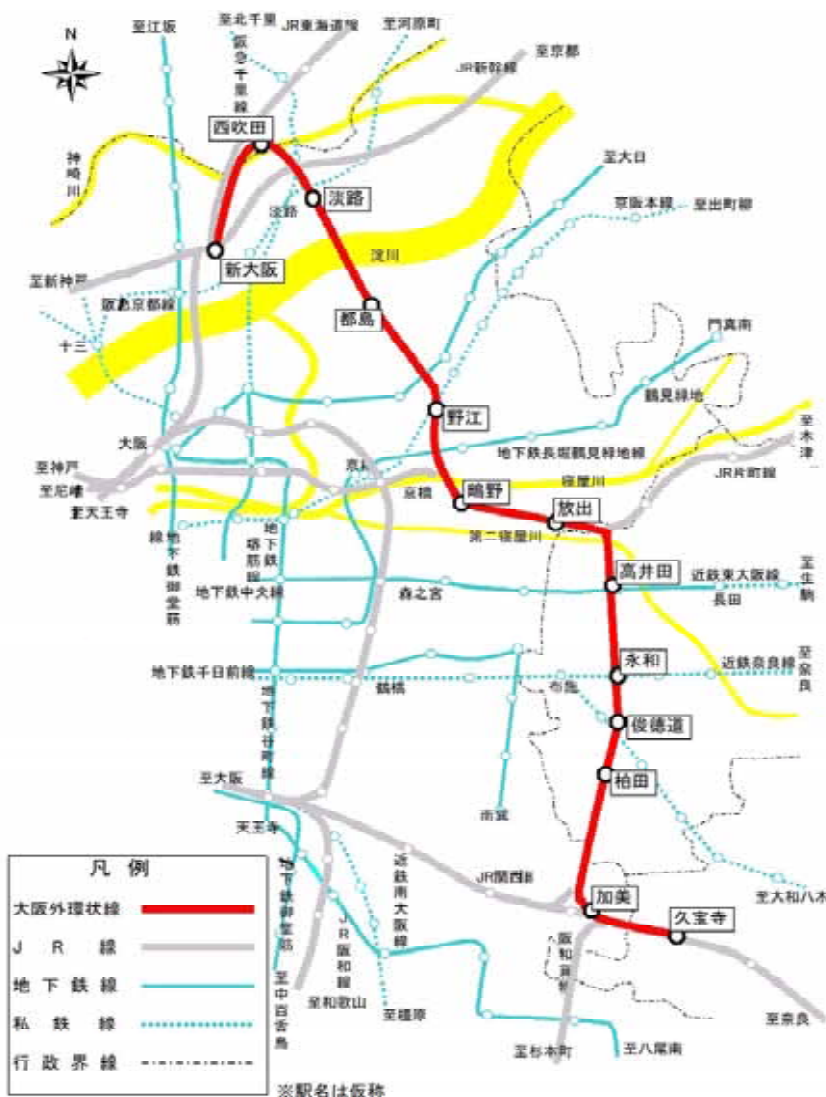 N
至江坂
至北千里
JR東海道線
至河原町
阪急千里線
JR新幹線
至京都
西吹田
神崎川
至大日
淡路
淡路
京阪本線
至出町柳
淀川
新大阪
至新神戸
阪急京都線
都島
門真南
十三
鶴見緑地
野江
大阪
地下鉄長堀鶴見緑地線
至木津
至神戸
JR片町線
寝屋川
京橋
至尼崎
京橋
鴫野
至天王寺
放出
第二寝屋川
地下鉄御堂筋線
地下鉄堺筋線
高井田
近鉄東大阪線
至生駒
地下鉄中央線
森之宮
長田
永和
近鉄奈良線
至奈良
地下鉄千日前線
鶴橋
布施
地下鉄谷町線
俊徳道
至大阪
柏田
南巽
天王寺
凡 例
大阪外環状線
JR線
地下鉄線
私鉄線
行政界線
地下鉄御堂筋
JR阪和線
近鉄南大阪線
JR関西線
加美
至大和八木
久宝寺
阪和貨物
至中百舌鳥
至和歌山
至橿原
至奈良
至杉本町
至八尾南
※駅名は仮称